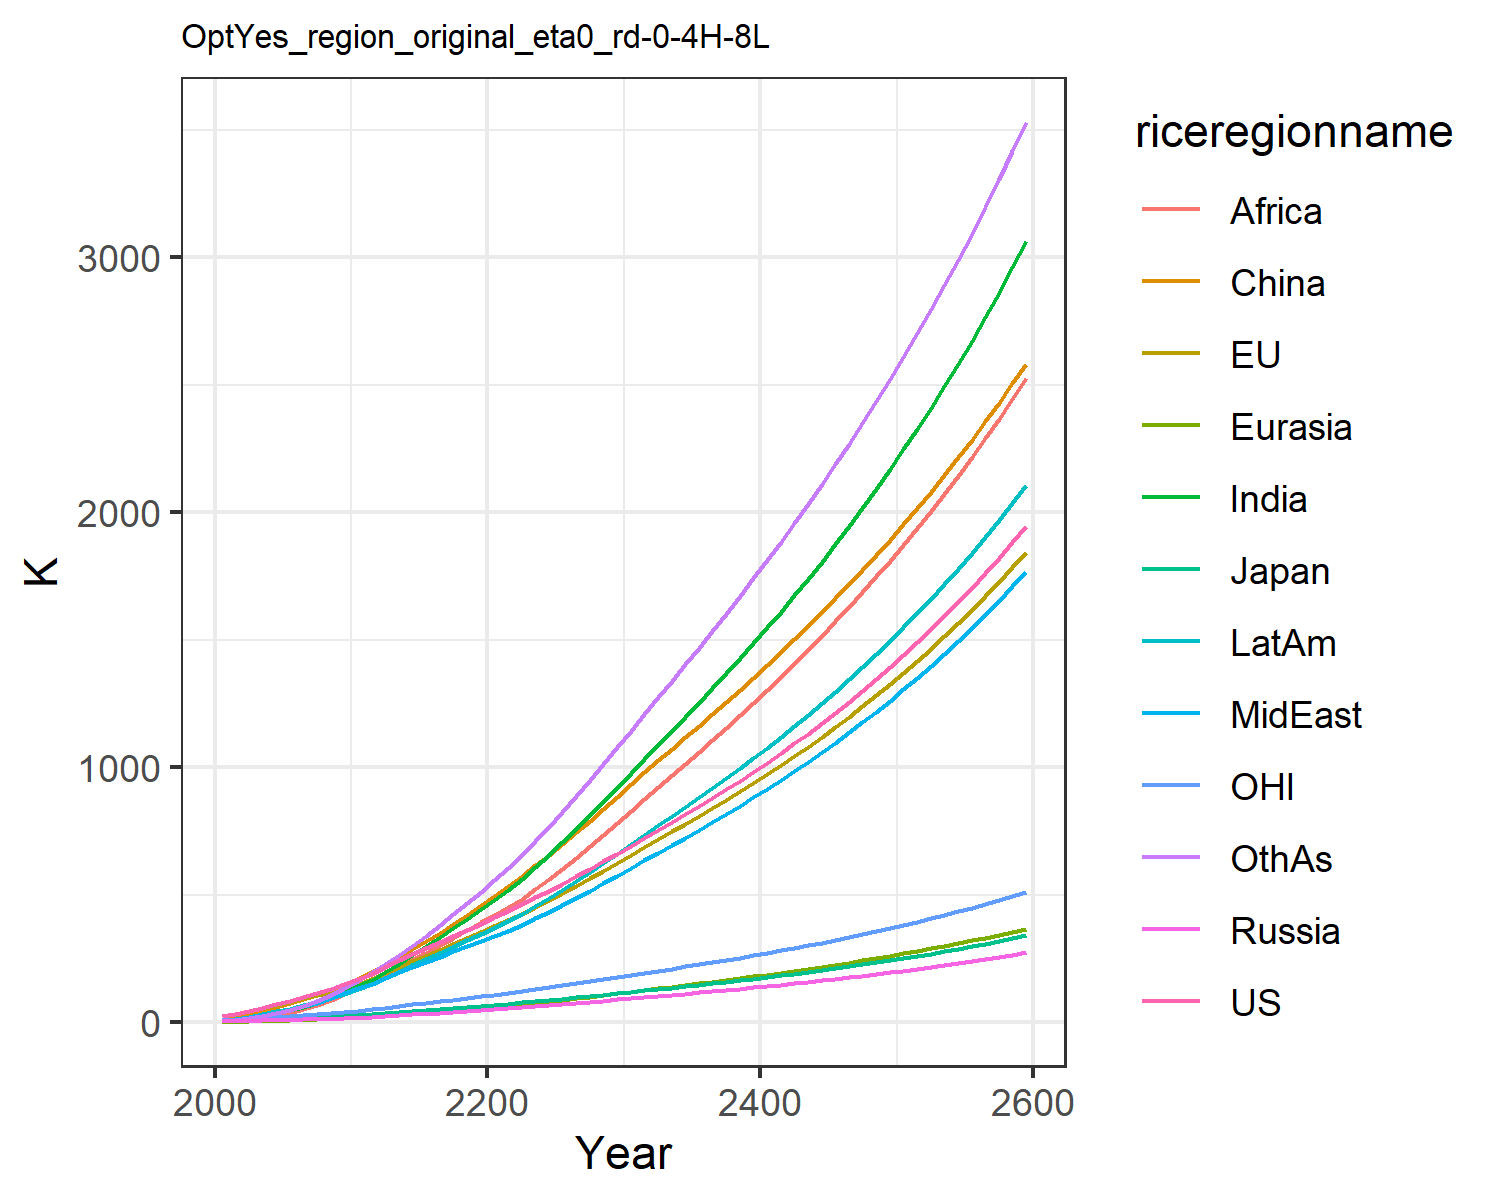 OptYes_region_original_eta0_rd-0-4H-8L
K
3000
2000
1000
0
2000 2200 2400 2600
Year
riceregionname
Africa
China
EU
Eurasia
India
Japan
LatAm
MidEast
OHI
OthAs
Russia
US